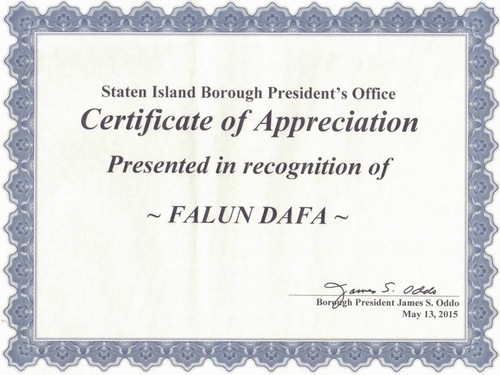 Staten Island Borough President's Office
Certificate of Appreciation
Presented in recognition of
~ FALUN DAFA ~
James S. Oddo
Borough President James S. Oddo
May 13, 2015